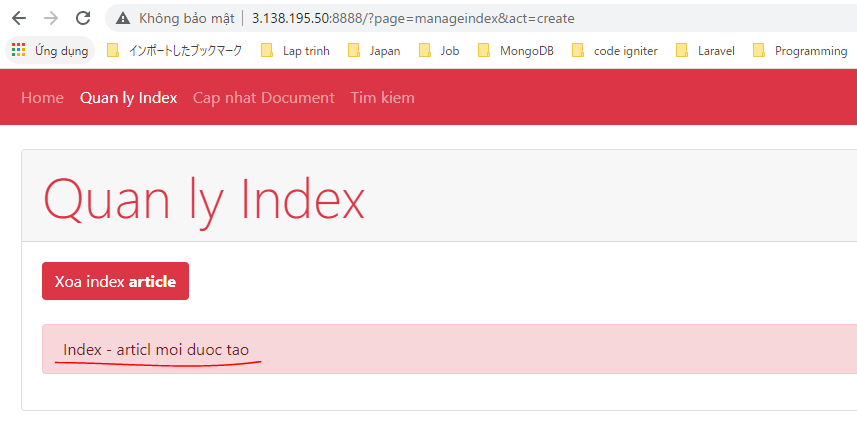 Không bảo mật 3.138.195.50:8888/?page=manageindex&act=create
Ứng dụng インポートしたブックマーク Lap trinh Japan Job MongoDB code igniter Laravel Programming
Home Quan ly Index Cap nhat Document Tim kiem
Quan ly Index
Xoa index article
Index - articl moi duoc tao